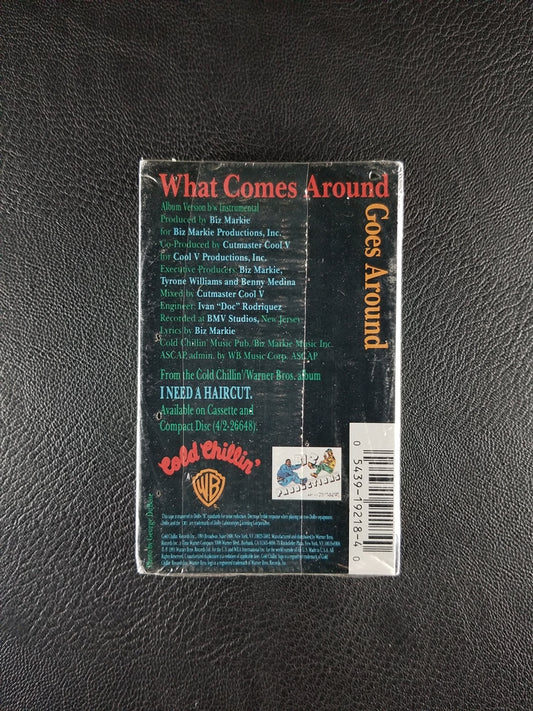 What Comes Around
Goes Around
Album Version b/w Instrumental
Produced by Biz Markie
for Biz Markie Productions, Inc.
Co-Produced by Cutmaster Cool V
for Cool V Productions, Inc.
Executive Producers: Biz Markie,
Tyrone Williams and Benny Medina
Mixed by Cutmaster Cool V
Engineer: Ivan "Doc" Rodriquez
Recorded at BMV Studios, New Jersey
Lyrics by Biz Markie
Cold Chillin' Music Pub. Biz Markie Music Inc.
ASCAP, admin. by WB Music Corp. ASCAP
From the Cold Chillin'/Warner Bros. album
I NEED A HAIRCUT.
Available on Cassette and
Compact Disc (4/2-26648).
Cold Chillin'
WB
PRODUCTIONS
0 5439-19218-4 0